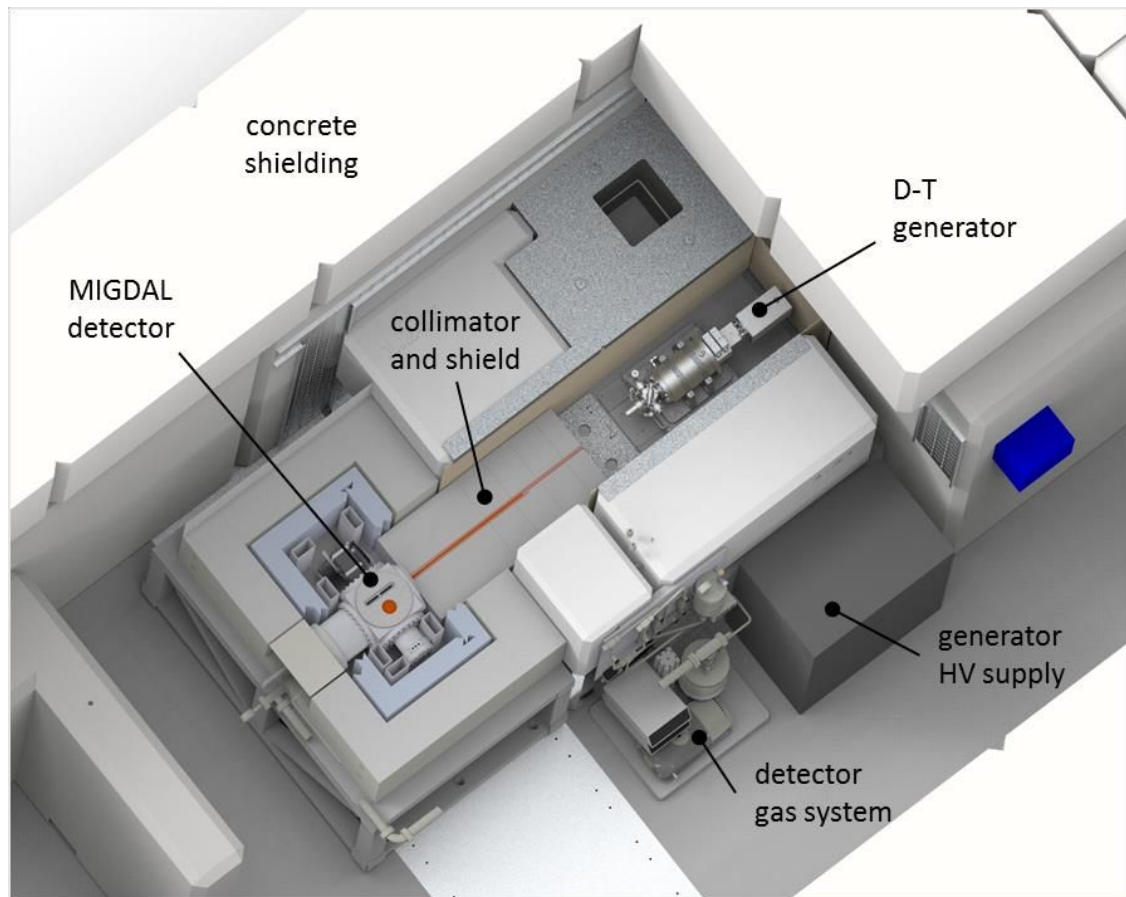 concrete
shielding
D-T
generator
MIGDAL
detector
collimator
and shield
generator
HV supply
detector
gas system